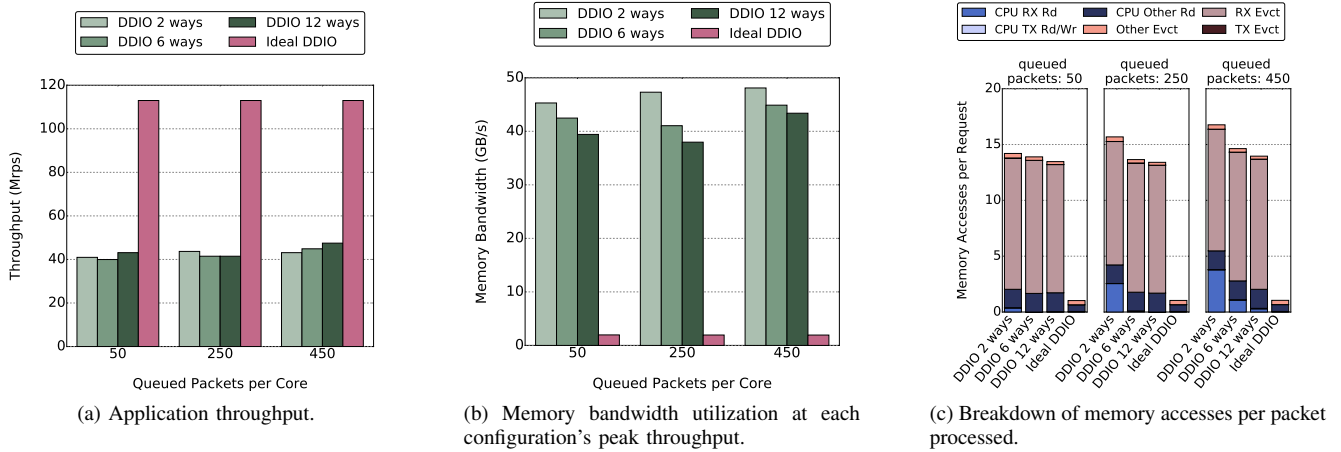 DDIO 2 ways
DDIO 6 ways
DDIO 12 ways
Ideal DDIO
Throughput (Mrps)
120
100
80
60
40
20
0
50
250
450
Queued Packets per Core
(a) Application throughput.
DDIO 2 ways
DDIO 6 ways
DDIO 12 ways
Ideal DDIO
Memory Bandwidth (GB/s)
50
40
30
20
10
0
50
250
450
Queued Packets per Core
(b) Memory bandwidth utilization at each
configuration's peak throughput.
CPU RX Rd
CPU TX Rd/Wr
CPU Other Rd
Other Evct
RX Evct
TX Evct
queued
packets: 50
queued
packets: 250
queued
packets: 450
Memory Accesses per Request
20
15
10
5
0
DDIO 2 ways
DDIO 6 ways
DDIO 12 ways
Ideal DDIO
DDIO 2 ways
DDIO 6 ways
DDIO 12 ways
Ideal DDIO
DDIO 2 ways
DDIO 6 ways
DDIO 12 ways
Ideal DDIO
(c) Breakdown of memory accesses per packet
processed.